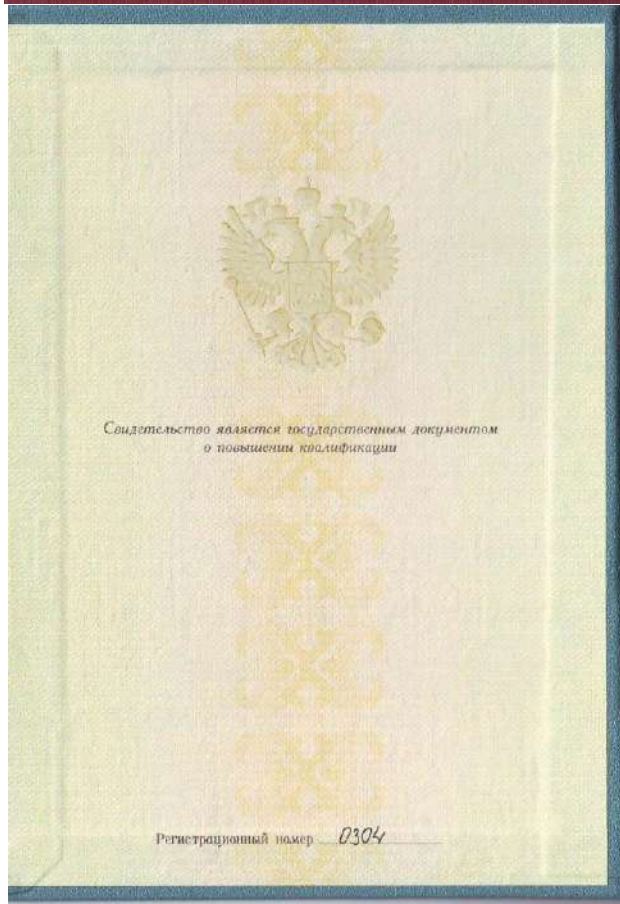 Свидетельство является государственным документом
о повышении квалификации
Регистрационный номер 0304